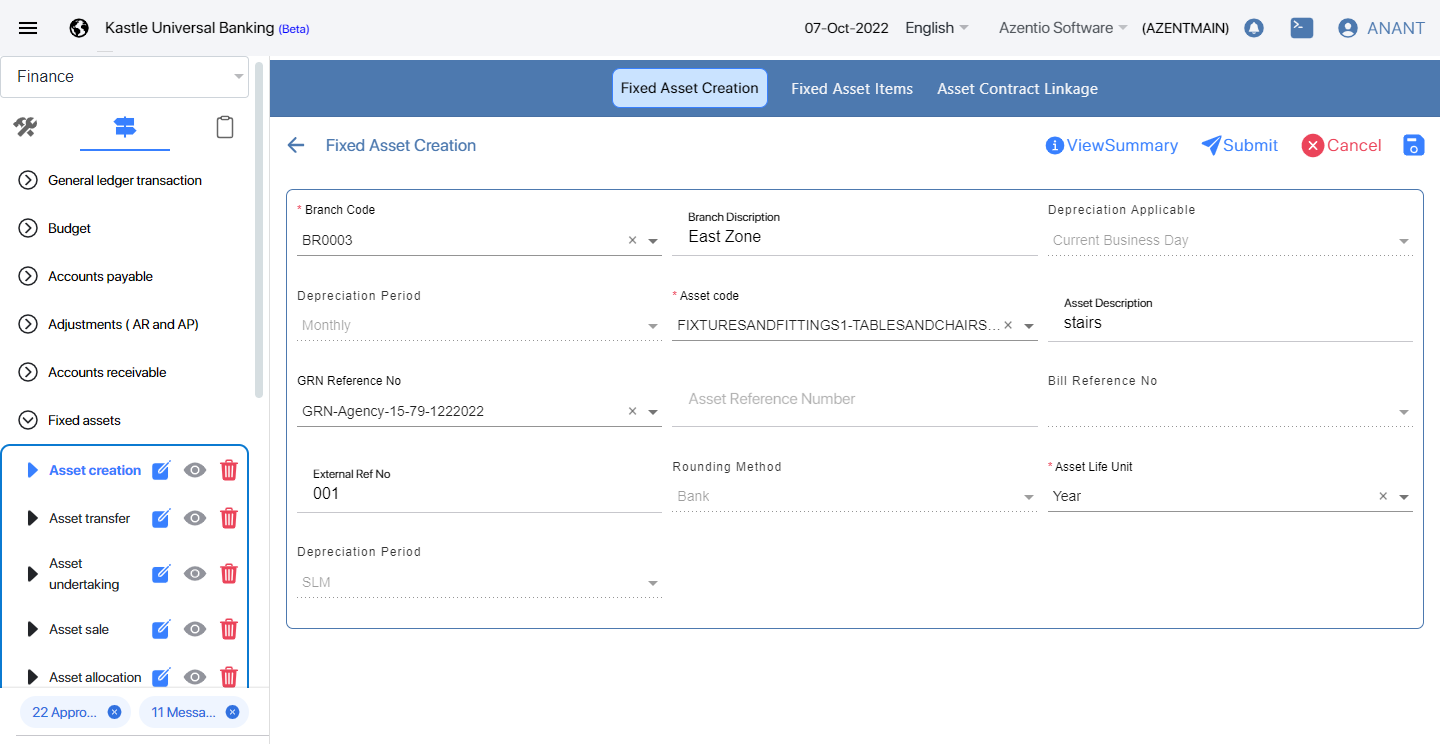 Kastle Universal Banking (Beta)
07-Oct-2022 English Azentio Software (AZENTMAIN) ANANT
Finance
General ledger transaction
Budget
Accounts payable
Adjustments ( AR and AP)
Accounts receivable
Fixed assets
Asset creation
Asset transfer
Asset
undertaking
Asset sale
Asset allocation
22 Appro... 11 Messa...
Fixed Asset Creation Fixed Asset Items Asset Contract Linkage
Fixed Asset Creation
ViewSummary Submit Cancel
* Branch Code
BR0003
Branch Discription
East Zone
Depreciation Applicable
Current Business Day
Depreciation Period
Monthly
* Asset code
FIXTURESANDFITTINGS1-TABLESANDCHAIRS...
Asset Description
stairs
GRN Reference No
GRN-Agency-15-79-1222022
Asset Reference Number
Bill Reference No
External Ref No
001
Rounding Method
Bank
* Asset Life Unit
Year
Depreciation Period
SLM